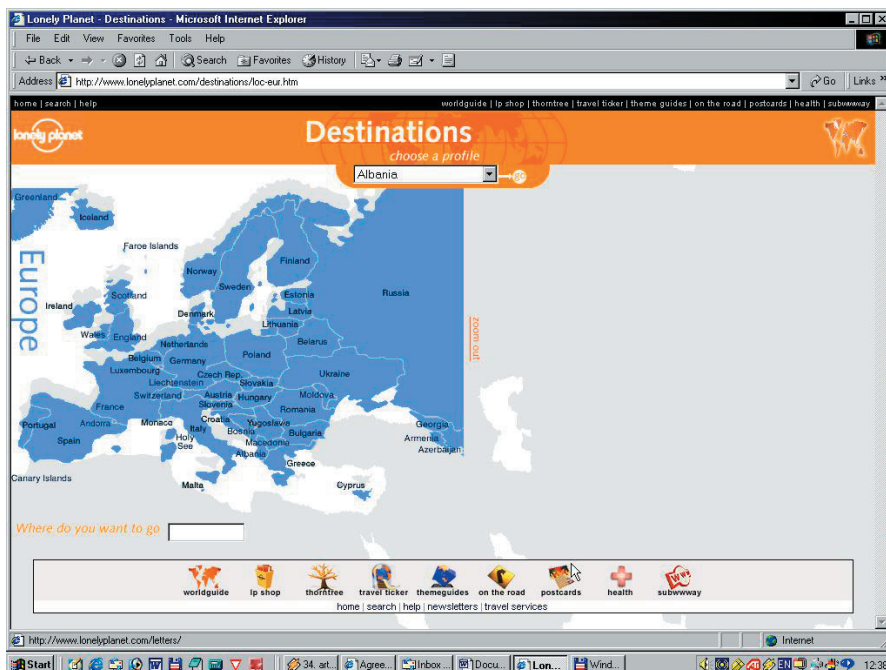 Lonely Planet - Destinations - Microsoft Internet Explorer
File Edit View Favorites Tools Help
Back Search Favorites History
Address http://www.lonelyplanet.com/destinations/loc-eur.htm Go Links »
home | search | help worldguide | lp shop | thorntree | travel ticker | theme guides | on the road | postcards | health | subwwway
lonely planet
Destinations
choose a profile
Albania go
Europe
Greenland
Iceland
Faroe Islands
Norway
Sweden
Finland
Russia
Scotland
Ireland
Wales England
Denmark
Estonia
Latvia
Lithuania
Belarus
Netherlands
Belgium Germany
Poland
Luxembourg
Czech Rep.
Ukraine
Liechtenstein
Slovakia
Switzerland
Austria Hungary
Moldova
Slovenia
Romania
France
Croatia
Portugal
Andorra
Monaco
Italy
Yugoslavia
Bosnia
Bulgaria
Georgia
Spain
Holy
See
Macedonia
Armenia
Albania
Azerbaijan
Greece
Canary Islands
Malta
Cyprus
zoom out
Where do you want to go
worldguide lp shop thorntree travel ticker themeguides on the road postcards health subwwway
home | search | help | newsletters | travel services
http://www.lonelyplanet.com/letters/ Internet
Start 34. art... Agree... Inbox ... Docu... Lon... Wind... EN